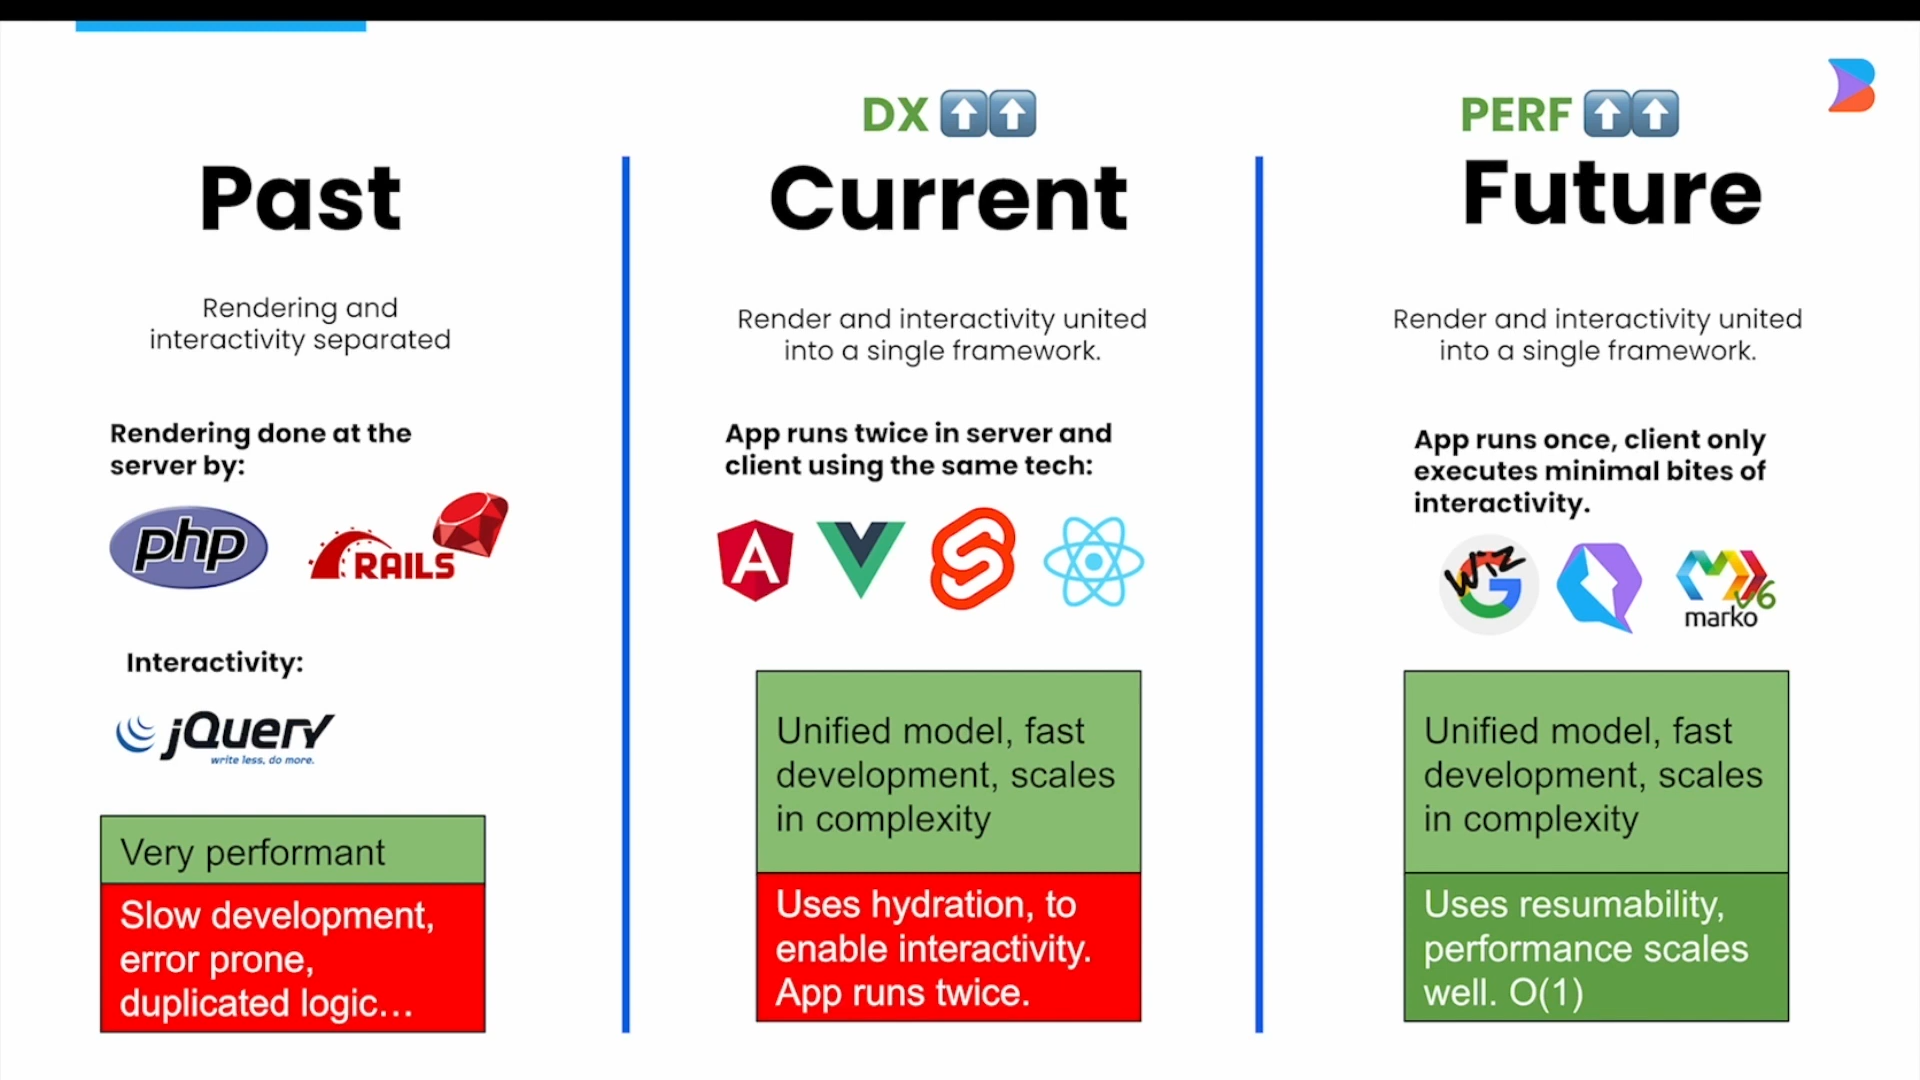 Past
Rendering and
interactivity separated
Rendering done at the
server by:
php
RAILS
Interactivity:
jQuery
write less, do more.
Very performant
Slow development,
error prone,
duplicated logic...
DX
Current
Render and interactivity united
into a single framework.
App runs twice in server and
client using the same tech:
A
Unified model, fast
development, scales
in complexity
Uses hydration, to
enable interactivity.
App runs twice.
PERF
Future
Render and interactivity united
into a single framework.
App runs once, client only
executes minimal bites of
interactivity.
WIZ
G
v6
marko
Unified model, fast
development, scales
in complexity
Uses resumability,
performance scales
well. O(1)